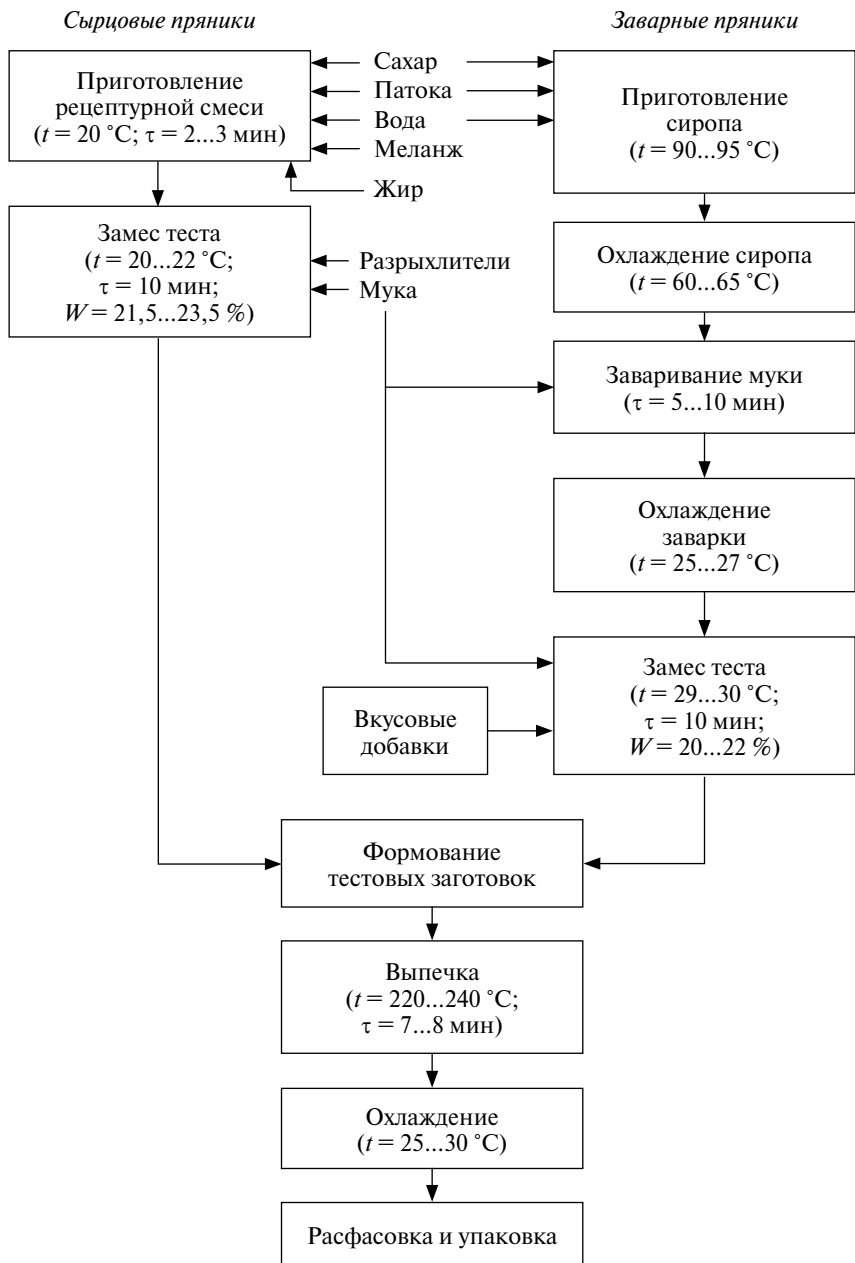 Сырцовые пряники
Заварные пряники
Приготовление
рецептурной смеси
(t = 20 °C; τ = 2...3 мин)
Сахар
Патока
Вода
Меланж
Жир
Приготовление
сиропа
(t = 90...95 °C)
Замес теста
(t = 20...22 °C;
τ = 10 мин;
W = 21,5...23,5 %)
Разрыхлители
Мука
Охлаждение сиропа
(t = 60...65 °C)
Заваривание муки
(τ = 5...10 мин)
Охлаждение
заварки
(t = 25...27 °C)
Вкусовые
добавки
Замес теста
(t = 29...30 °C;
τ = 10 мин;
W = 20...22 %)
Формование
тестовых заготовок
Выпечка
(t = 220...240 °C;
τ = 7...8 мин)
Охлаждение
(t = 25...30 °C)
Расфасовка и упаковка